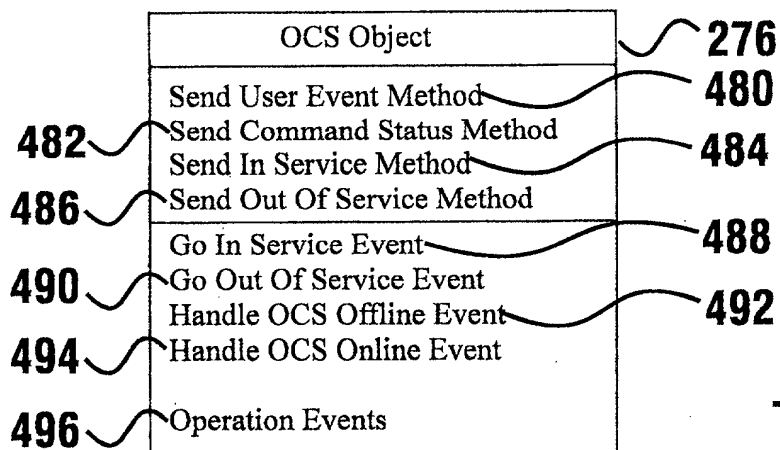 OCS Object 276
Send User Event Method 480
482 Send Command Status Method
Send In Service Method 484
486 Send Out Of Service Method
Go In Service Event 488
490 Go Out Of Service Event
Handle OCS Offline Event 492
494 Handle OCS Online Event
496 Operation Events